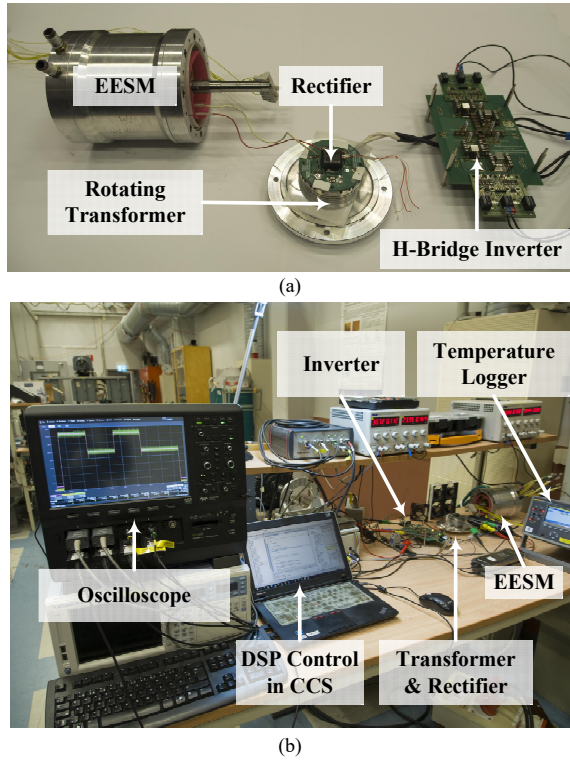 EESM
Rectifier
Rotating
Transformer
H-Bridge Inverter
(a)
Inverter
Temperature
Logger
Oscilloscope
EESM
DSP Control
in CCS
Transformer
& Rectifier
(b)